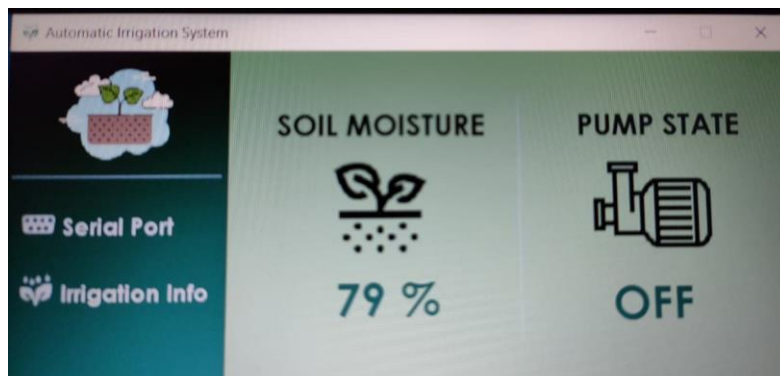 Automatic Irrigation System
SOIL MOISTURE
PUMP STATE
Serial Port
Irrigation Info
79 %
OFF